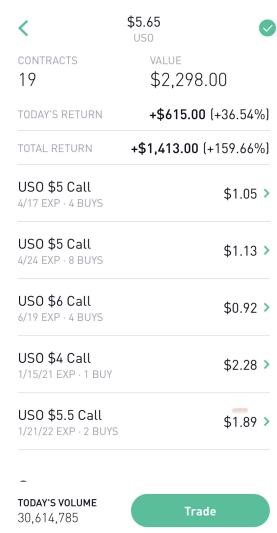 $5.65
USO
CONTRACTS VALUE
19 $2,298.00
TODAY'S RETURN +$615.00 (+36.54%)
TOTAL RETURN +$1,413.00 (+159.66%)
USO $5 Call
4/17 EXP · 4 BUYS
$1.05
USO $5 Call
4/24 EXP · 8 BUYS
$1.13
USO $6 Call
6/19 EXP · 4 BUYS
$0.92
USO $4 Call
1/15/21 EXP · 1 BUY
$2.28
USO $5.5 Call
1/21/22 EXP · 2 BUYS
$1.89
TODAY'S VOLUME
30,614,785
Trade